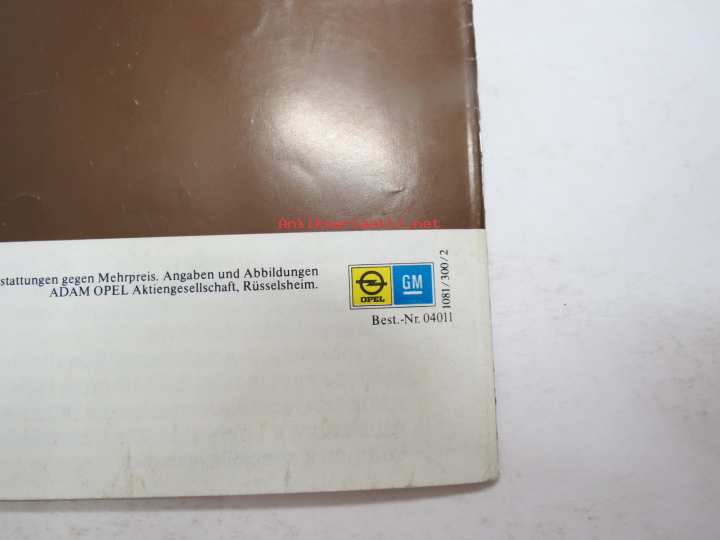 Antikvariaatti.net
stattungen gegen Mehrpreis. Angaben und Abbildungen
ADAM OPEL Aktiengesellschaft, Rüsselsheim.
OPEL
GM
1081/300/2
Best.-Nr. 04011